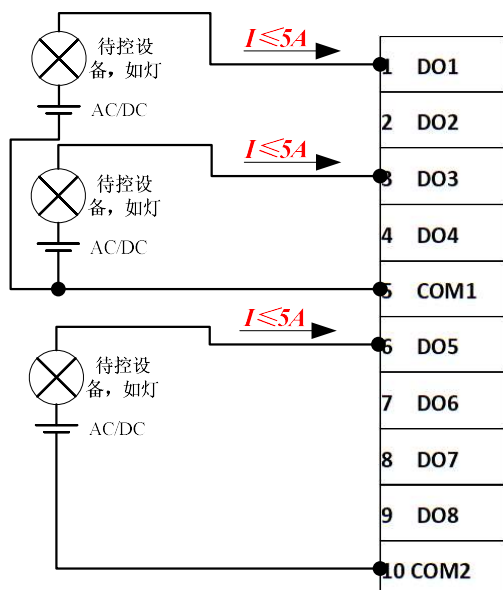 I≤5A
待控设
备，如灯
AC/DC
1 DO1
2 DO2
I≤5A
待控设
备，如灯
AC/DC
3 DO3
4 DO4
5 COM1
I≤5A
待控设
备，如灯
AC/DC
6 DO5
7 DO6
8 DO7
9 DO8
10 COM2